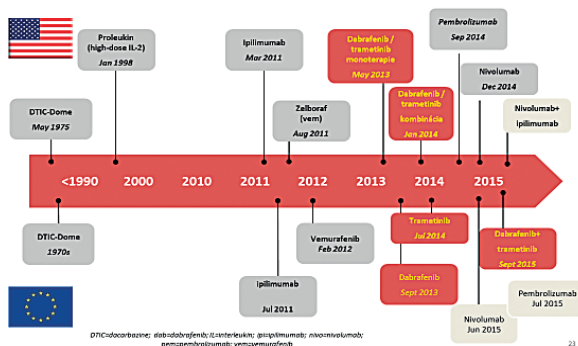 Proleukin
(high-dose IL-2)
Jan 1998
Ipilimumab
Mar 2011
Dabrafenib /
trametinib
monoterapie
May 2013
Pembrolizumab
Sep 2014
DTIC-Dome
May 1975
Zelboraf
(vem)
Aug 2011
Dabrafenib /
trametinib
kombinácia
Jan 2014
Nivolumab
Dec 2014
Nivolumab+
ipilimumab
<1990 2000 2010 2011 2012 2013 2014 2015
DTIC-Dome
1970s
Ipilimumab
Jul 2011
Vemurafenib
Feb 2012
Dabrafenib
Sept 2013
Trametinib
Jul 2014
Nivolumab
Jun 2015
Dabrafenib+
trametinib
Sept 2015
Pembrolizumab
Jul 2015
DTIC=dacarbazine; dab=dabrafenib; IL=interleukin; ipi=ipilimumab; nivo=nivolumab;
pem=pembrolizumab; vem=vemurafenib
23